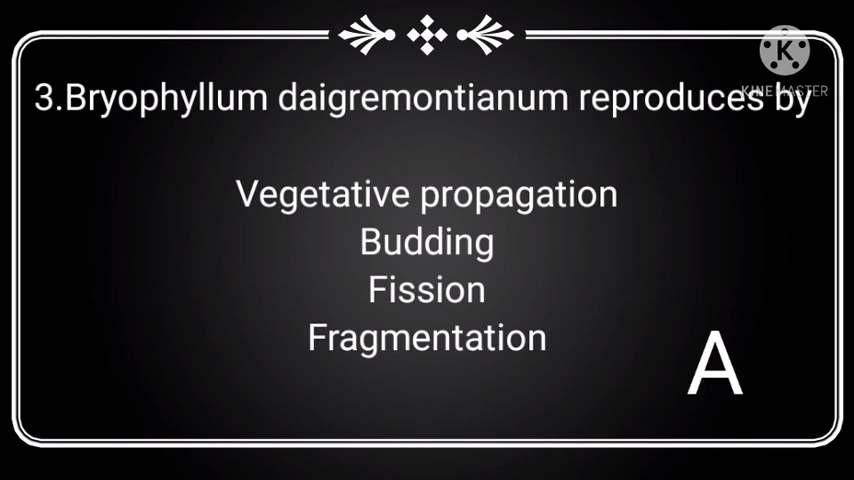 K
KINEMASTER
3.Bryophyllum daigremontianum reproduces by
Vegetative propagation
Budding
Fission
Fragmentation
A